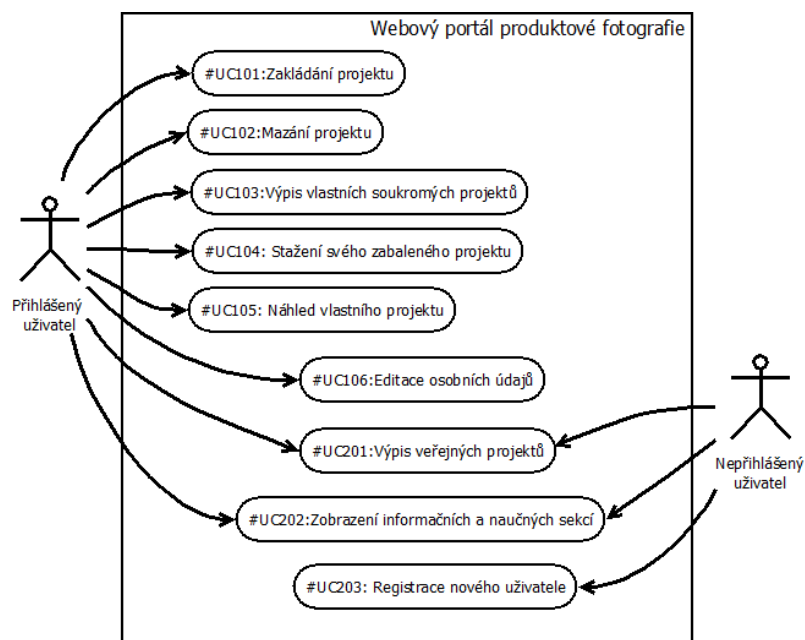 Webový portál produktové fotografie
#UC101:Zakládání projektu
#UC102:Mazání projektu
#UC103:Výpis vlastních soukromých projektů
#UC104: Stažení svého zabaleného projektu
#UC105: Náhled vlastního projektu
Přihlášený
uživatel
#UC106:Editace osobních údajů
#UC201:Výpis veřejných projektů
Nepřihlášený
uživatel
#UC202:Zobrazení informačních a naučných sekcí
#UC203: Registrace nového uživatele